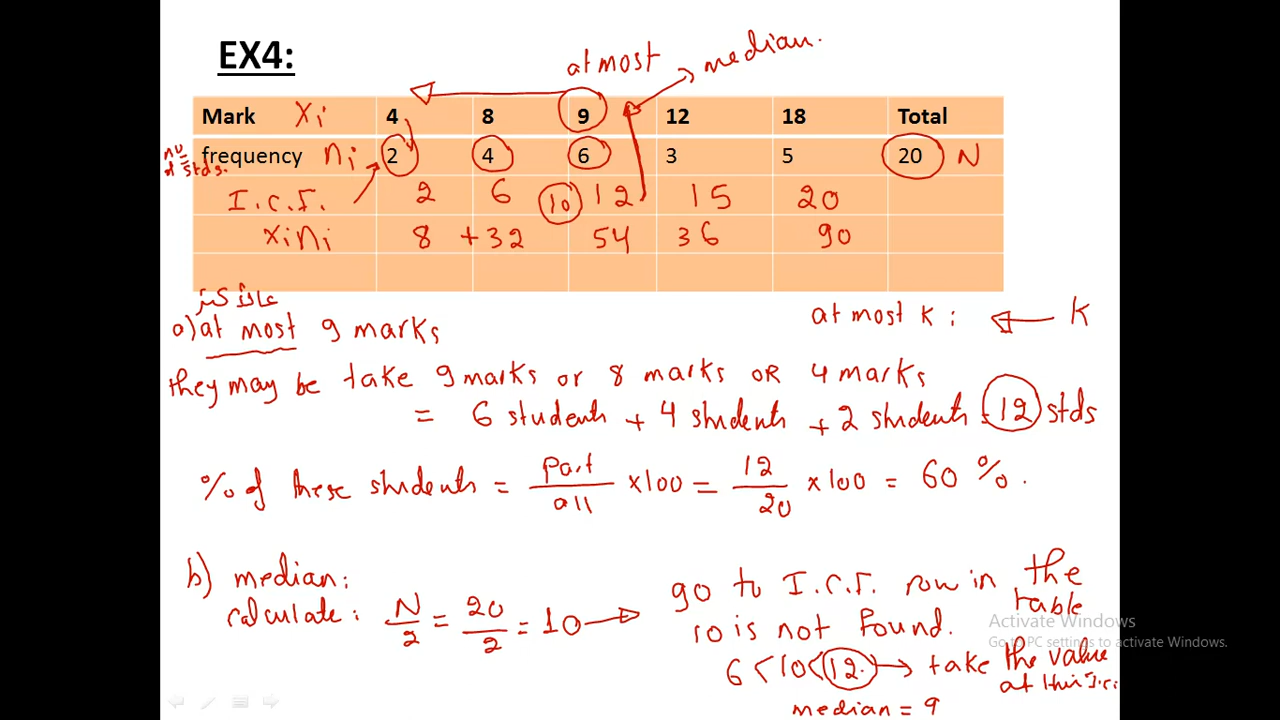 EX4:
at most
median.
Mark Xi 4 8 9 12 18 Total
frequency ni 2 4 6 3 5 20 N
nu
of stds.
I.C.F. 2 6 10 12 15 20
xini 8 + 32 54 36 90
a) at most 9 marks
at most k : k
they may be take 9 marks or 8 marks OR 4 marks
= 6 students + 4 students + 2 students = 12 stds
% of these students = part/all x100 = 12/20 x100 = 60 %.
b) median:
calculate: N/2 = 20/2 = 10
go to I.C.F. row in the
table
10 is not found.
6 < 10 < 12. take the value
at this I.C.
median = 9
Activate Windows
Go to PC settings to activate Windows.